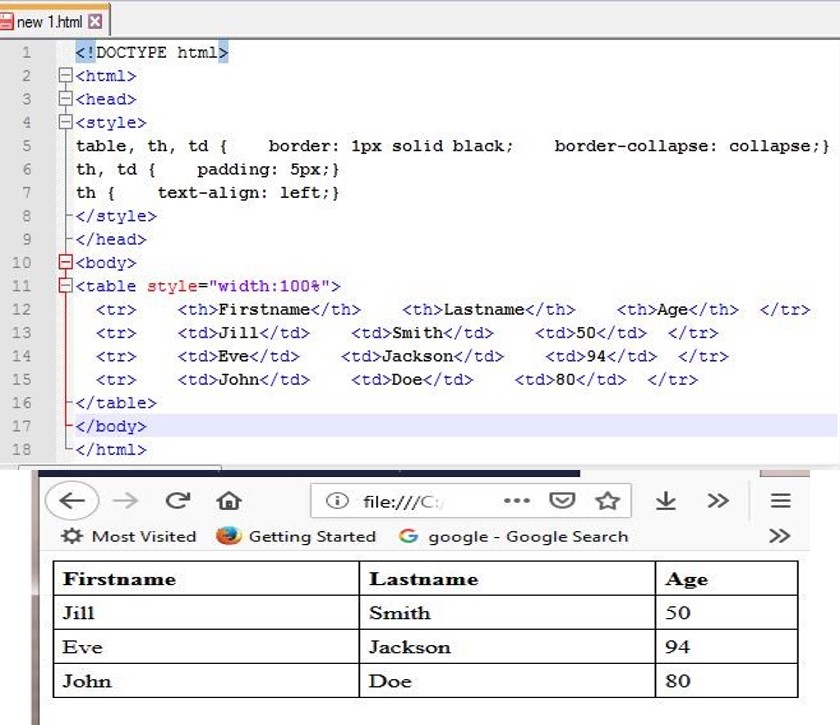 new 1.html
1 <!DOCTYPE html>
2 <html>
3 <head>
4 <style>
5 table, th, td {    border: 1px solid black;    border-collapse: collapse;}
6 th, td {    padding: 5px;}
7 th {    text-align: left;}
8 </style>
9 </head>
10 <body>
11 <table style="width:100%">
12   <tr>    <th>Firstname</th>    <th>Lastname</th>    <th>Age</th>  </tr>
13   <tr>    <td>Jill</td>    <td>Smith</td>    <td>50</td>  </tr>
14   <tr>    <td>Eve</td>    <td>Jackson</td>    <td>94</td>  </tr>
15   <tr>    <td>John</td>    <td>Doe</td>    <td>80</td>  </tr>
16 </table>
17 </body>
18 </html>
file:///C:/
Most Visited Getting Started google - Google Search
Firstname Lastname Age
Jill Smith 50
Eve Jackson 94
John Doe 80